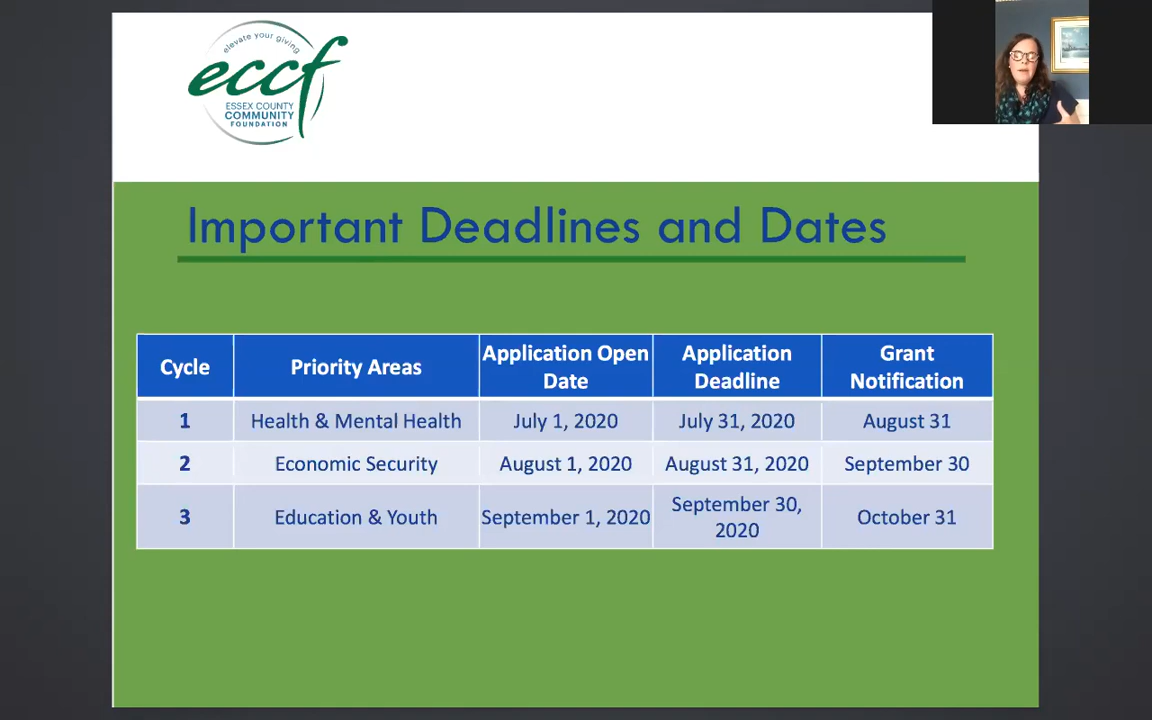 elevate your giving
eccf
ESSEX COUNTY
COMMUNITY
FOUNDATION
Important Deadlines and Dates
Cycle Priority Areas Application Open Date Application Deadline Grant Notification
1 Health & Mental Health July 1, 2020 July 31, 2020 August 31
2 Economic Security August 1, 2020 August 31, 2020 September 30
3 Education & Youth September 1, 2020 September 30, 2020 October 31